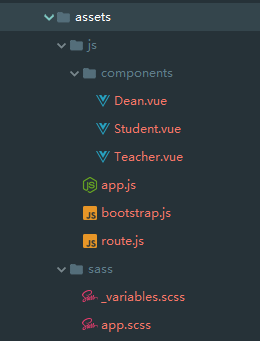 assets
js
components
Dean.vue
Student.vue
Teacher.vue
app.js
bootstrap.js
route.js
sass
_variables.scss
app.scss